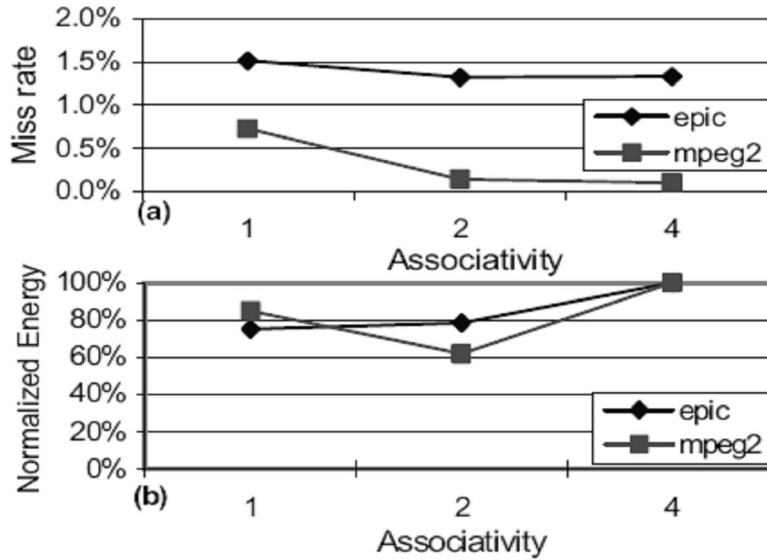 2.0%
1.5%
1.0%
0.5%
0.0%
Miss rate
epic
mpeg2
(a)
1 2 4
Associativity
100%
80%
60%
40%
20%
0%
Normalized Energy
epic
mpeg2
(b)
1 2 4
Associativity